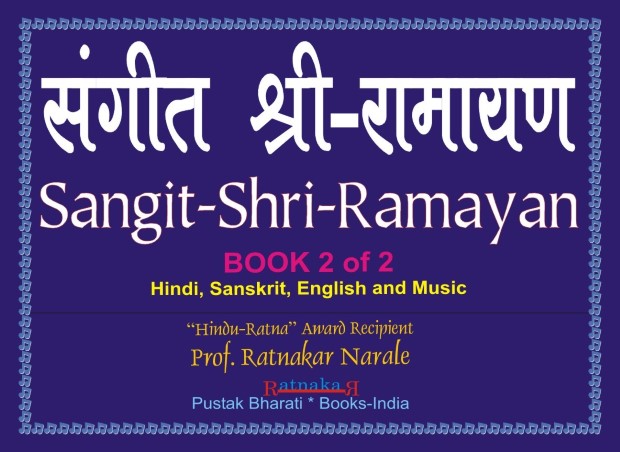 संगीत श्री-रामायण
Sangit-Shri-Ramayan
BOOK 2 of 2
Hindi, Sanskrit, English and Music
“Hindu-Ratna” Award Recipient
Prof. Ratnakar Narale
RatnakaR
Pustak Bharati * Books-India